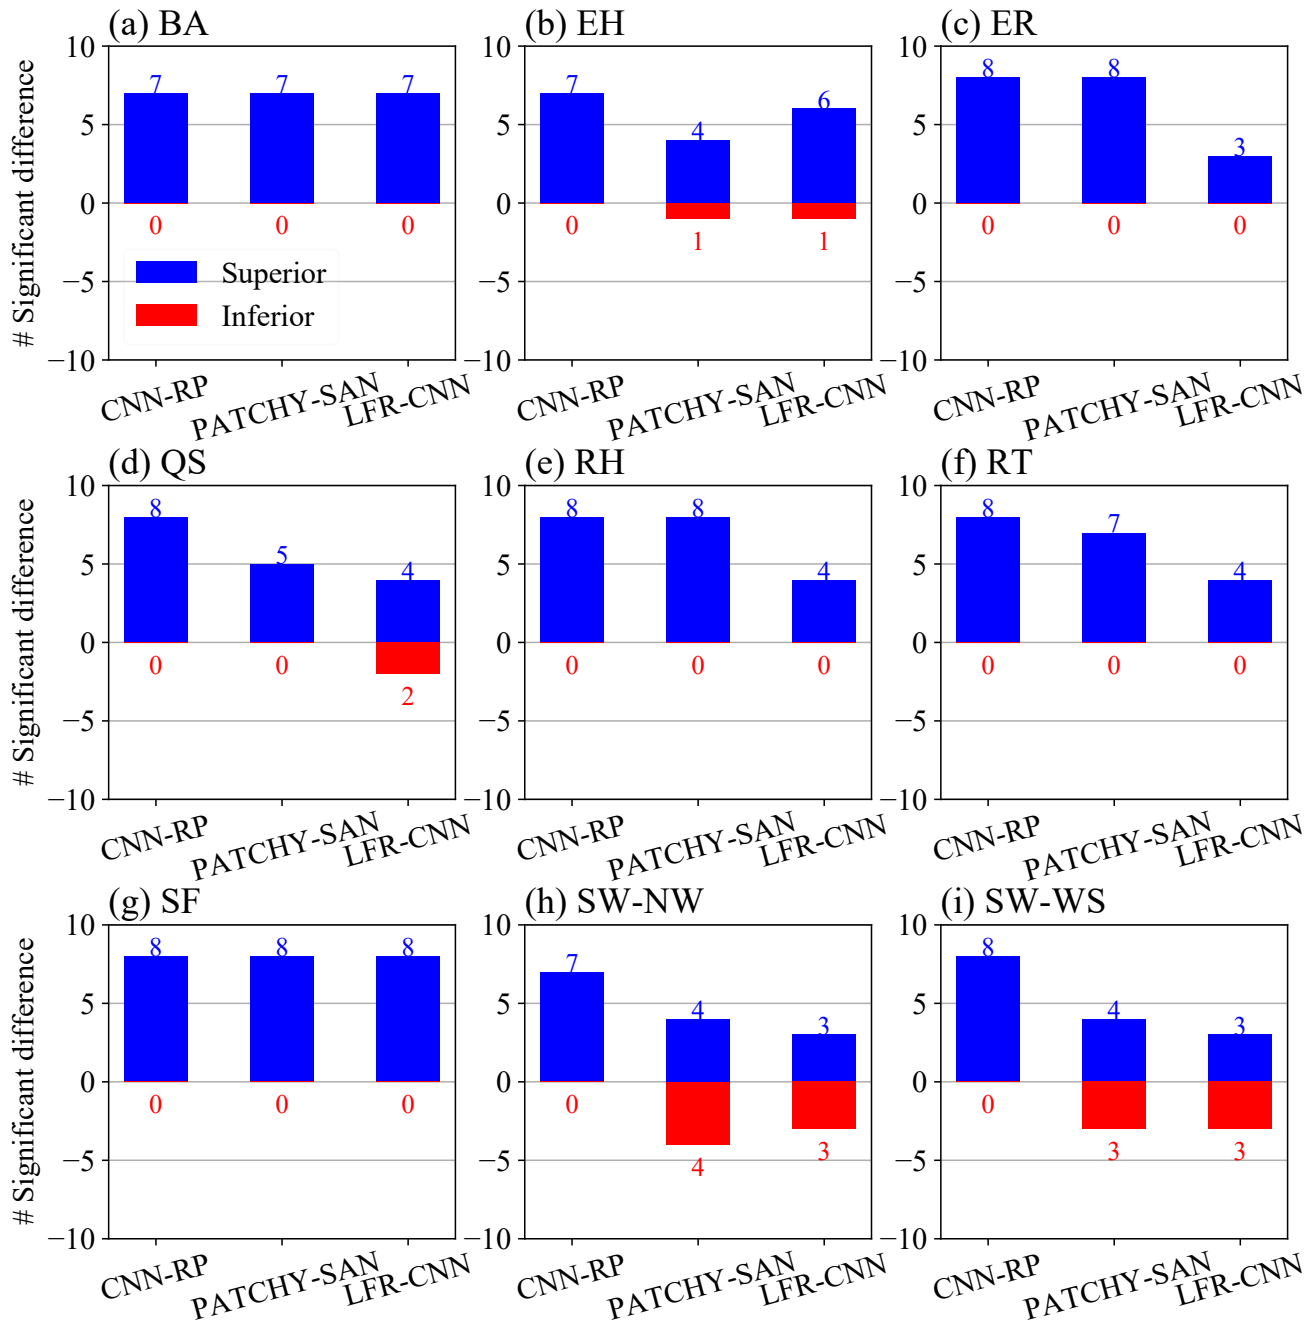 (a) BA
# Significant difference
10
5
0
−5
−10
7
7
7
0
0
0
Superior
Inferior
CNN-RP
PATCHY-SAN
LFR-CNN
(b) EH
10
5
0
−5
−10
7
4
6
0
1
1
CNN-RP
PATCHY-SAN
LFR-CNN
(c) ER
10
5
0
−5
−10
8
8
3
0
0
0
CNN-RP
PATCHY-SAN
LFR-CNN
(d) QS
# Significant difference
10
5
0
−5
−10
8
5
4
0
0
2
CNN-RP
PATCHY-SAN
LFR-CNN
(e) RH
10
5
0
−5
−10
8
8
4
0
0
0
CNN-RP
PATCHY-SAN
LFR-CNN
(f) RT
10
5
0
−5
−10
8
7
4
0
0
0
CNN-RP
PATCHY-SAN
LFR-CNN
(g) SF
# Significant difference
10
5
0
−5
−10
8
8
8
0
0
0
CNN-RP
PATCHY-SAN
LFR-CNN
(h) SW-NW
10
5
0
−5
−10
7
4
3
0
4
3
CNN-RP
PATCHY-SAN
LFR-CNN
(i) SW-WS
10
5
0
−5
−10
8
4
3
0
3
3
CNN-RP
PATCHY-SAN
LFR-CNN